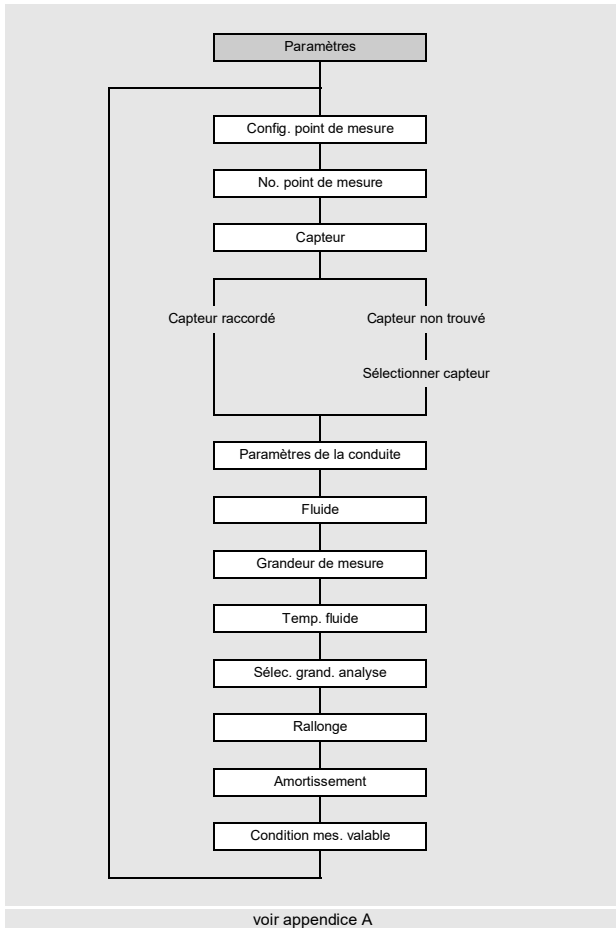 Paramètres
Config. point de mesure
No. point de mesure
Capteur
Capteur raccordé
Capteur non trouvé
Sélectionner capteur
Paramètres de la conduite
Fluide
Grandeur de mesure
Temp. fluide
Sélec. grand. analyse
Rallonge
Amortissement
Condition mes. valable
voir appendice A